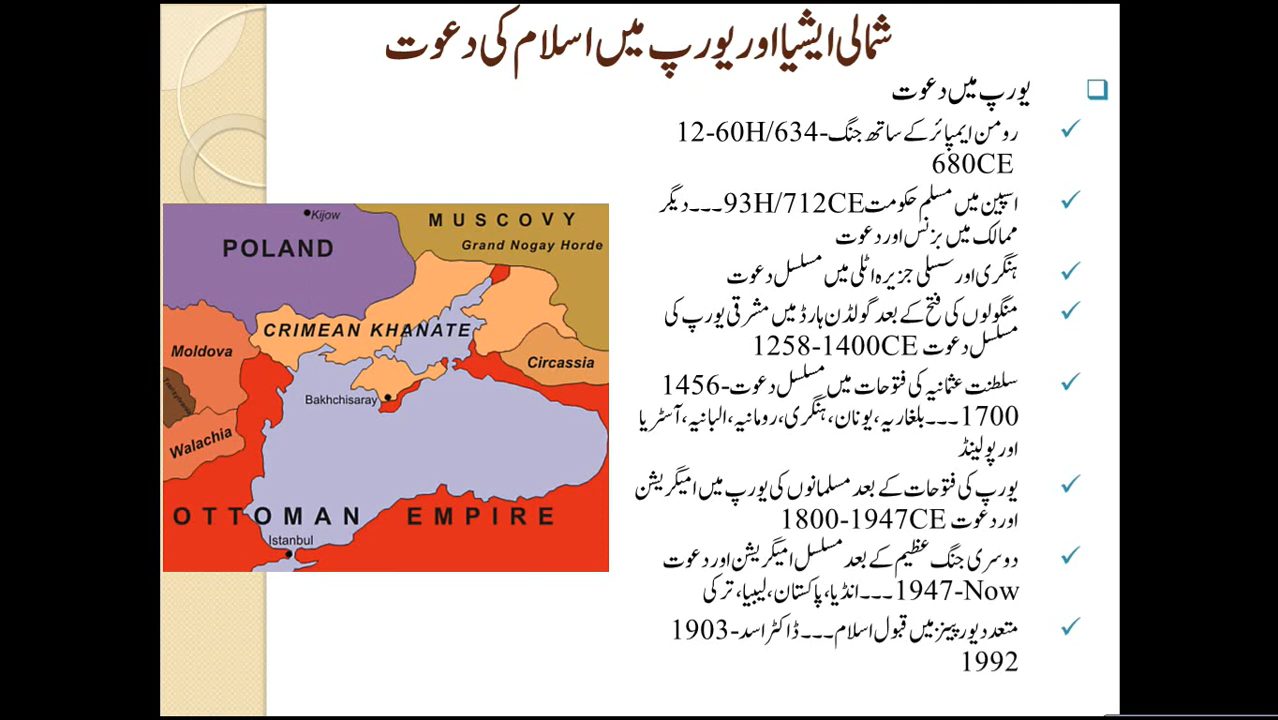 شمالی ایشیا اور یورپ میں اسلام کی دعوت
یورپ میں دعوت
رومن ایمپائر کے ساتھ جنگ 12-60H/634-
680CE
اسپین میں مسلم حکومت 93H/712CE۔۔۔دیگر
ممالک میں بزنس اور دعوت
ہنگری اور سسلی جزیرہ اٹلی میں مسلسل دعوت
منگولوں کی فتح کے بعد گولڈن ہارڈ میں مشرقی یورپ کی
مسلسل دعوت 1258-1400CE
سلطنت عثمانیہ کی فتوحات میں مسلسل دعوت 1456-
1700۔۔۔بلغاریہ، یونان، ہنگری، رومانیہ، البانیہ، آسٹریا
اور پولینڈ
یورپ کی فتوحات کے بعد مسلمانوں کی یورپ میں امیگریشن
اور دعوت 1800-1947CE
دوسری جنگ عظیم کے بعد مسلسل امیگریشن اور دعوت
1947-Now۔۔۔انڈیا، پاکستان، لیبیا، ترکی
متعدد یورپینز میں قبول اسلام۔۔۔ڈاکٹر اسد 1903-
1992
Kijow
MUSCOVY
POLAND
Grand Nogay Horde
CRIMEAN KHANATE
Moldova
Circassia
Bakhchisaray
Walachia
OTTOMAN EMPIRE
Istanbul